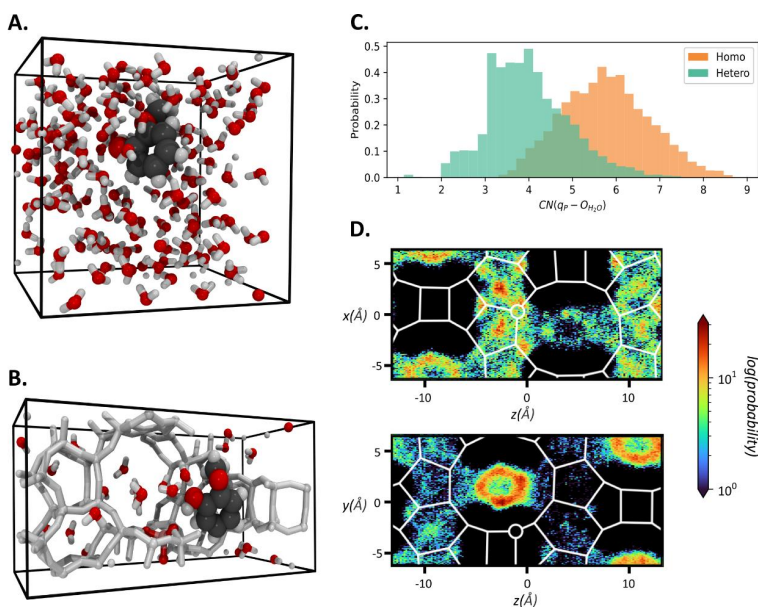 A.
C.
0.5
0.4
0.3
0.2
0.1
0.0
Probability
Homo
Hetero
1 2 3 4 5 6 7 8 9
CN(q_P − O_{H_2O})
D.
5
0
-5
x(Å)
-10 0 10
z(Å)
B.
5
0
-5
y(Å)
-10 0 10
z(Å)
10^1
10^0
log(probability)